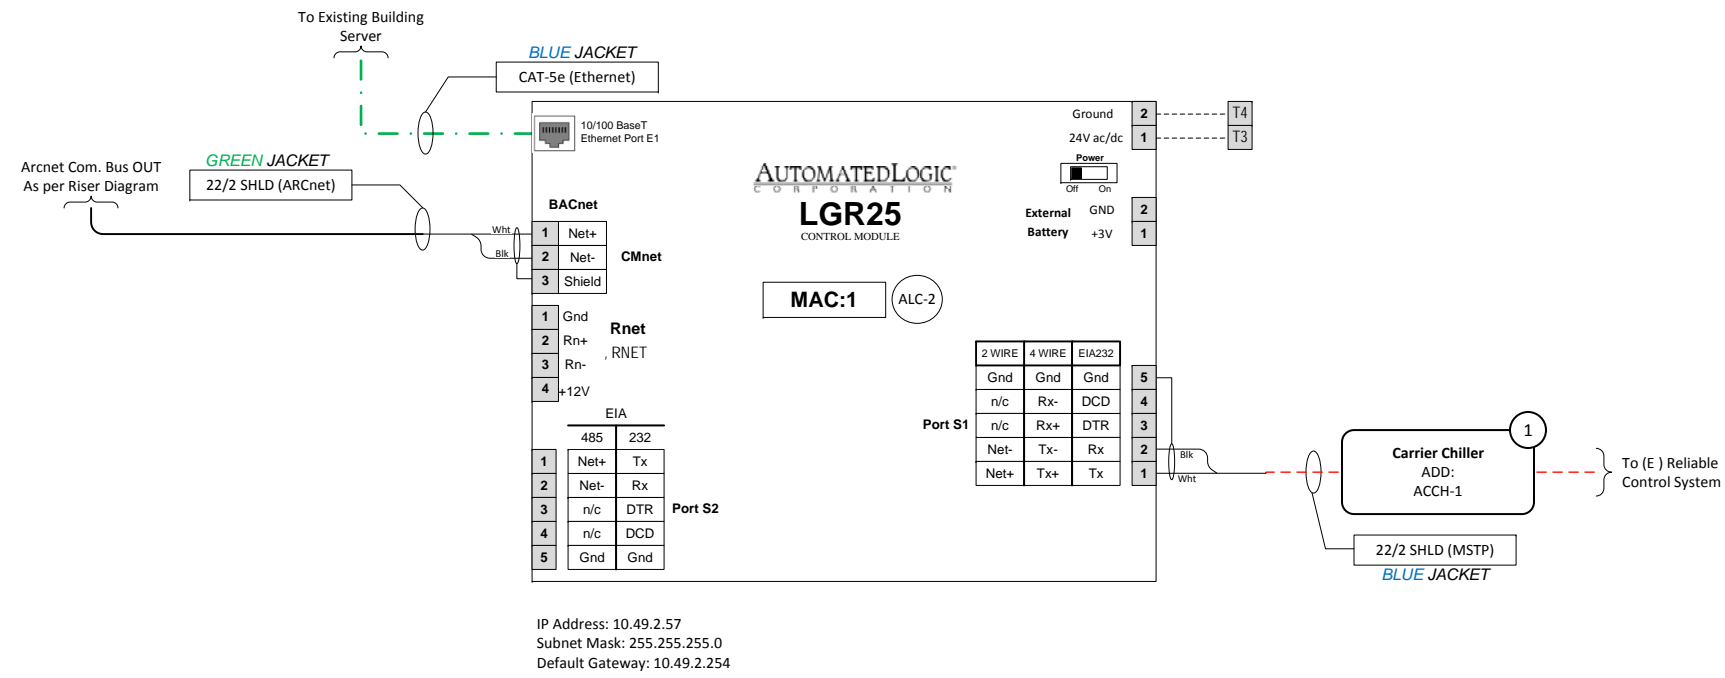 To Existing Building
Server
BLUE JACKET
CAT-5e (Ethernet)
10/100 BaseT
Ethernet Port E1
Ground 2 T4
24V ac/dc 1 T3
Power
Off On
AUTOMATEDLOGIC®
CORPORATION
LGR25
CONTROL MODULE
External
Battery
GND 2
+3V 1
Arcnet Com. Bus OUT
As per Riser Diagram
GREEN JACKET
22/2 SHLD (ARCnet)
BACnet
Wht 1 Net+
Blk 2 Net-
3 Shield
CMnet
MAC:1
ALC-2
1 Gnd
2 Rn+
3 Rn-
4 +12V
Rnet
, RNET
EIA
485 232
1 Net+ Tx
2 Net- Rx
3 n/c DTR
4 n/c DCD
5 Gnd Gnd
Port S2
2 WIRE 4 WIRE EIA232
Gnd Gnd Gnd 5
n/c Rx- DCD 4
n/c Rx+ DTR 3
Net- Tx- Rx 2
Net+ Tx+ Tx 1
Port S1
Blk
Wht
1
Carrier Chiller
ADD:
ACCH-1
To (E ) Reliable
Control System
22/2 SHLD (MSTP)
BLUE JACKET
IP Address: 10.49.2.57
Subnet Mask: 255.255.255.0
Default Gateway: 10.49.2.254